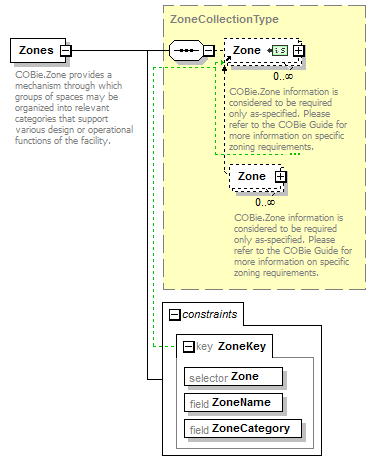 ZoneCollectionType
Zones
Zone
is
0..∞
COBie.Zone provides a
mechanism through which
groups of spaces may be
organized into relevant
categories that support
various design or operational
functions of the facility.
COBie.Zone information is
considered to be required
only as-specified. Please
refer to the COBie Guide for
more information on specific
zoning requirements.
Zone
0..∞
COBie.Zone information is
considered to be required
only as-specified. Please
refer to the COBie Guide for
more information on specific
zoning requirements.
constraints
key ZoneKey
selector Zone
field ZoneName
field ZoneCategory